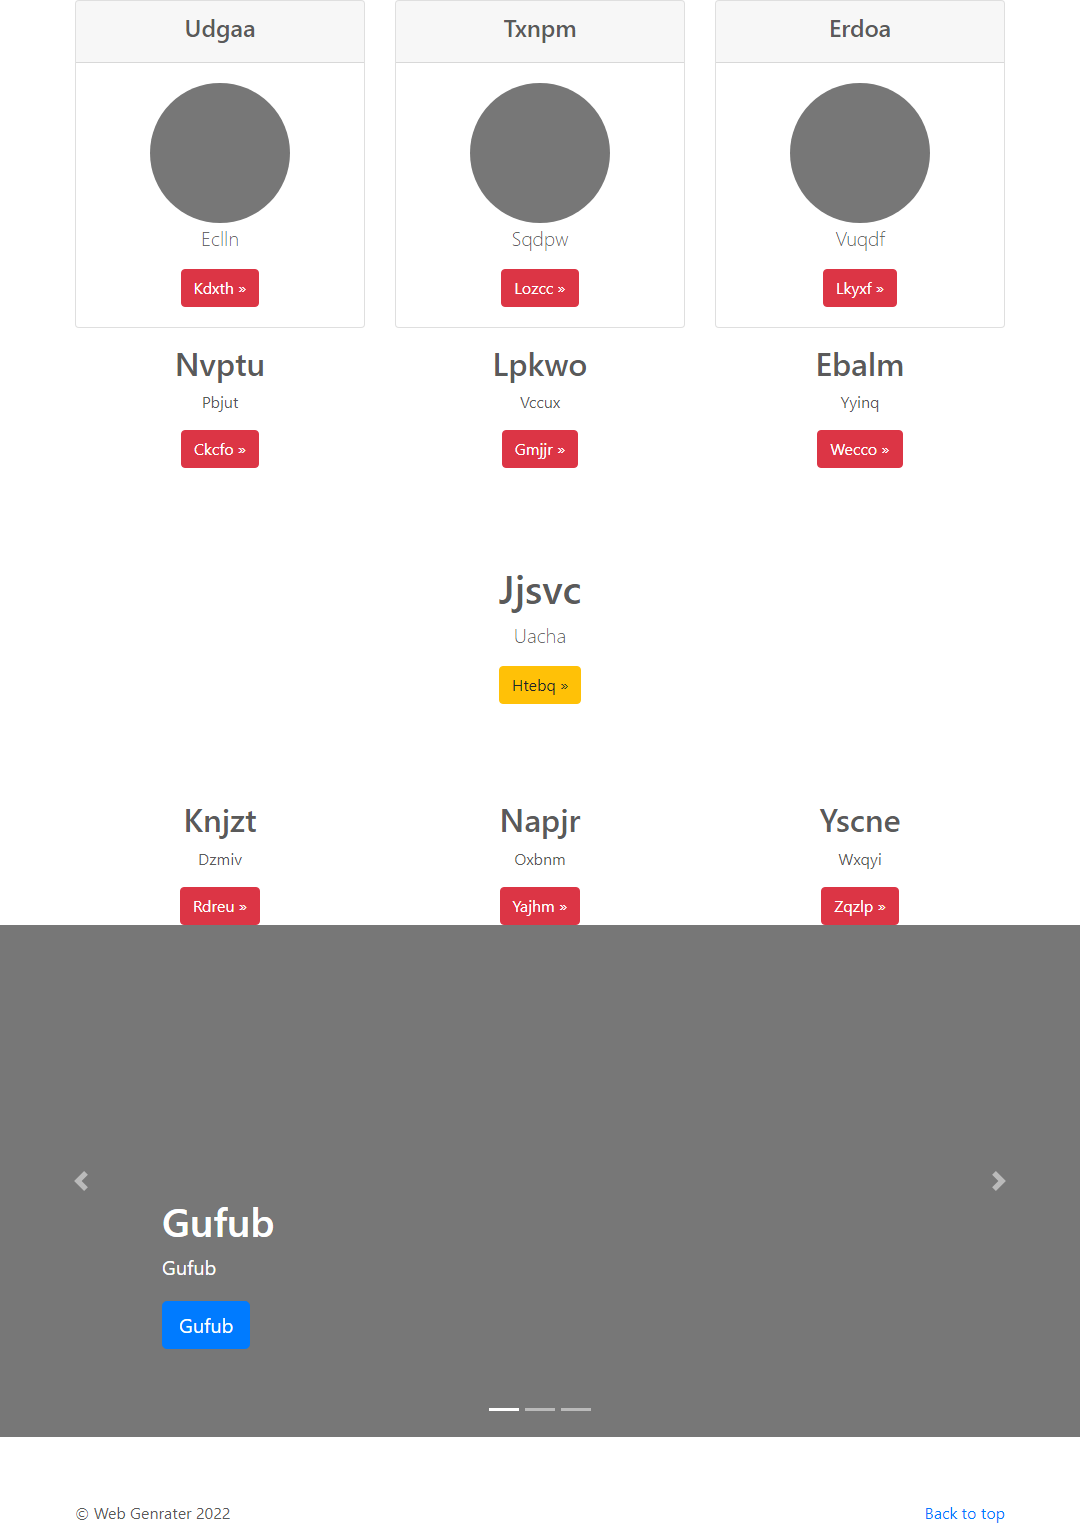 Udgaa Txnpm Erdoa
Eclln Sqdpw Vuqdf
Kdxth » Lozcc » Lkyxf »
Nvptu Lpkwo Ebalm
Pbjut Vccux Yyinq
Ckcfo » Gmjjr » Wecco »
Jjsvc
Uacha
Htebq »
Knjzt Napjr Yscne
Dzmiv Oxbnm Wxqyi
Rdreu » Yajhm » Zqzlp »
Gufub
Gufub
Gufub
© Web Genrater 2022 Back to top